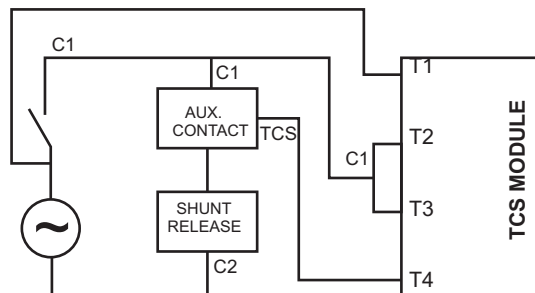 C1
T1
C1
AUX.
CONTACT
TCS
T2
C1
SHUNT
RELEASE
T3
C2
T4
TCS MODULE
~